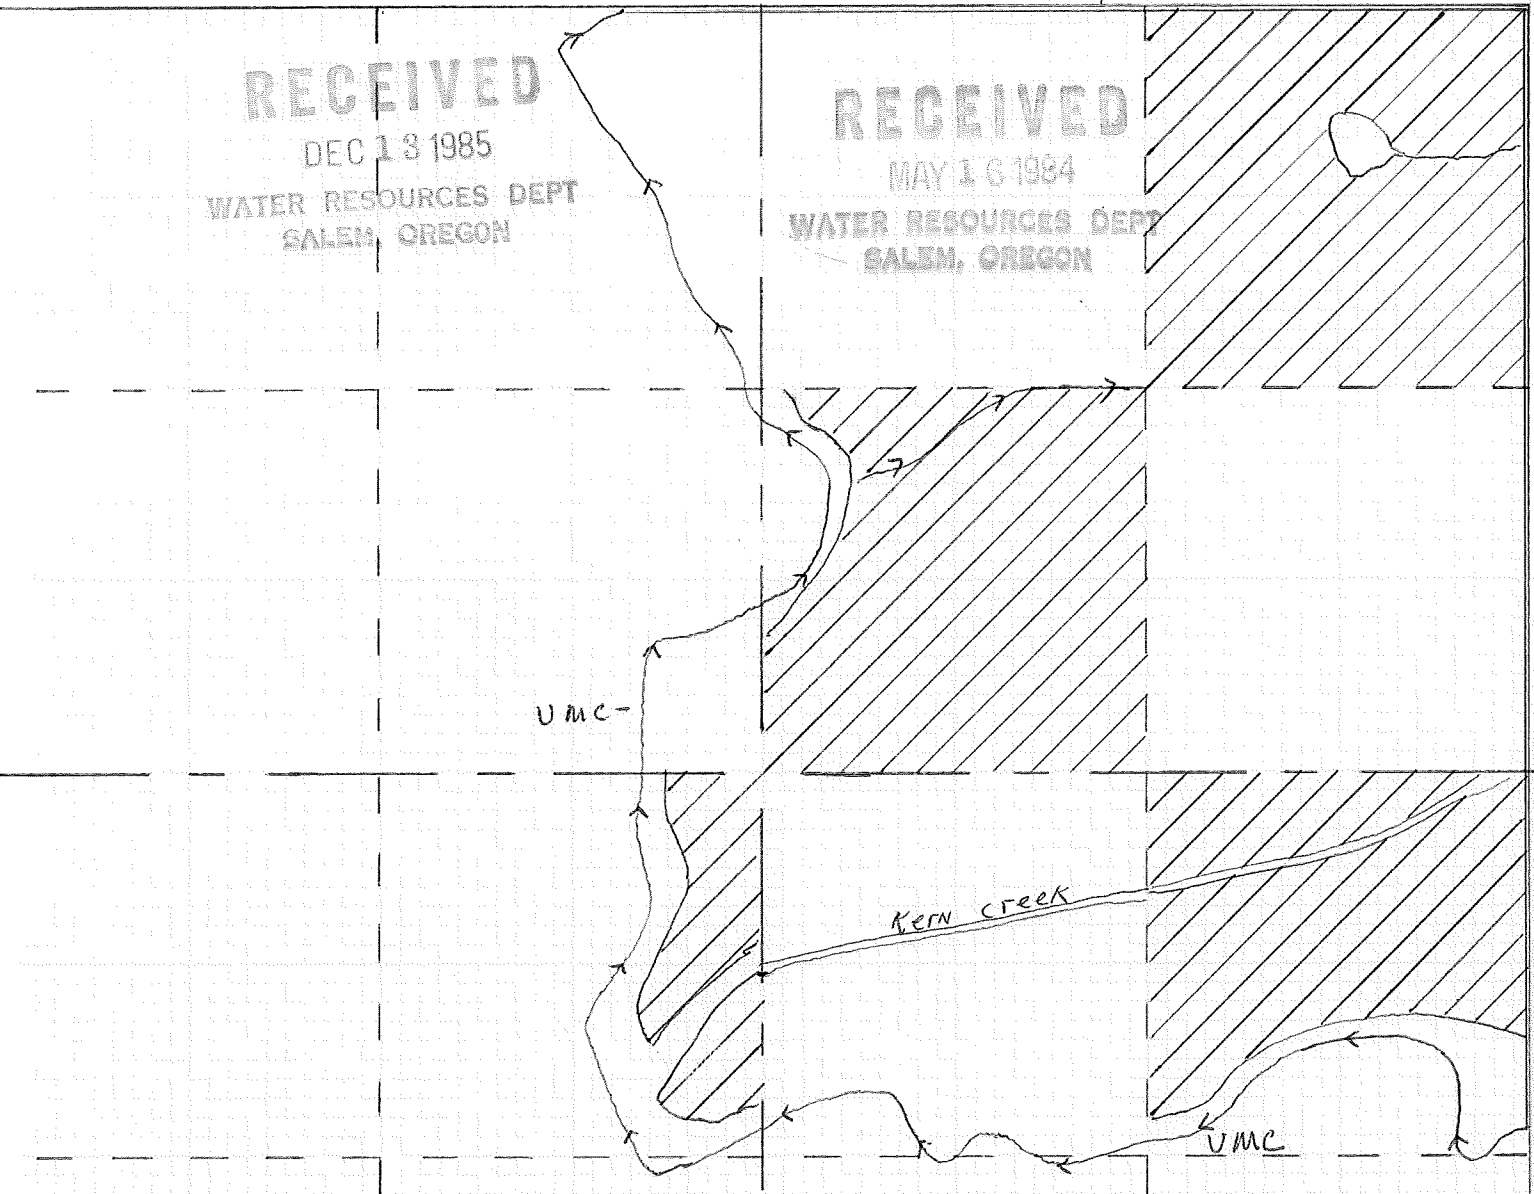 RECEIVED
DEC 13 1985
WATER RESOURCES DEPT
SALEM, OREGON
RECEIVED
MAY 16 1984
WATER RESOURCES DEPT
SALEM, OREGON
UMC-
Kern Creek
UMC